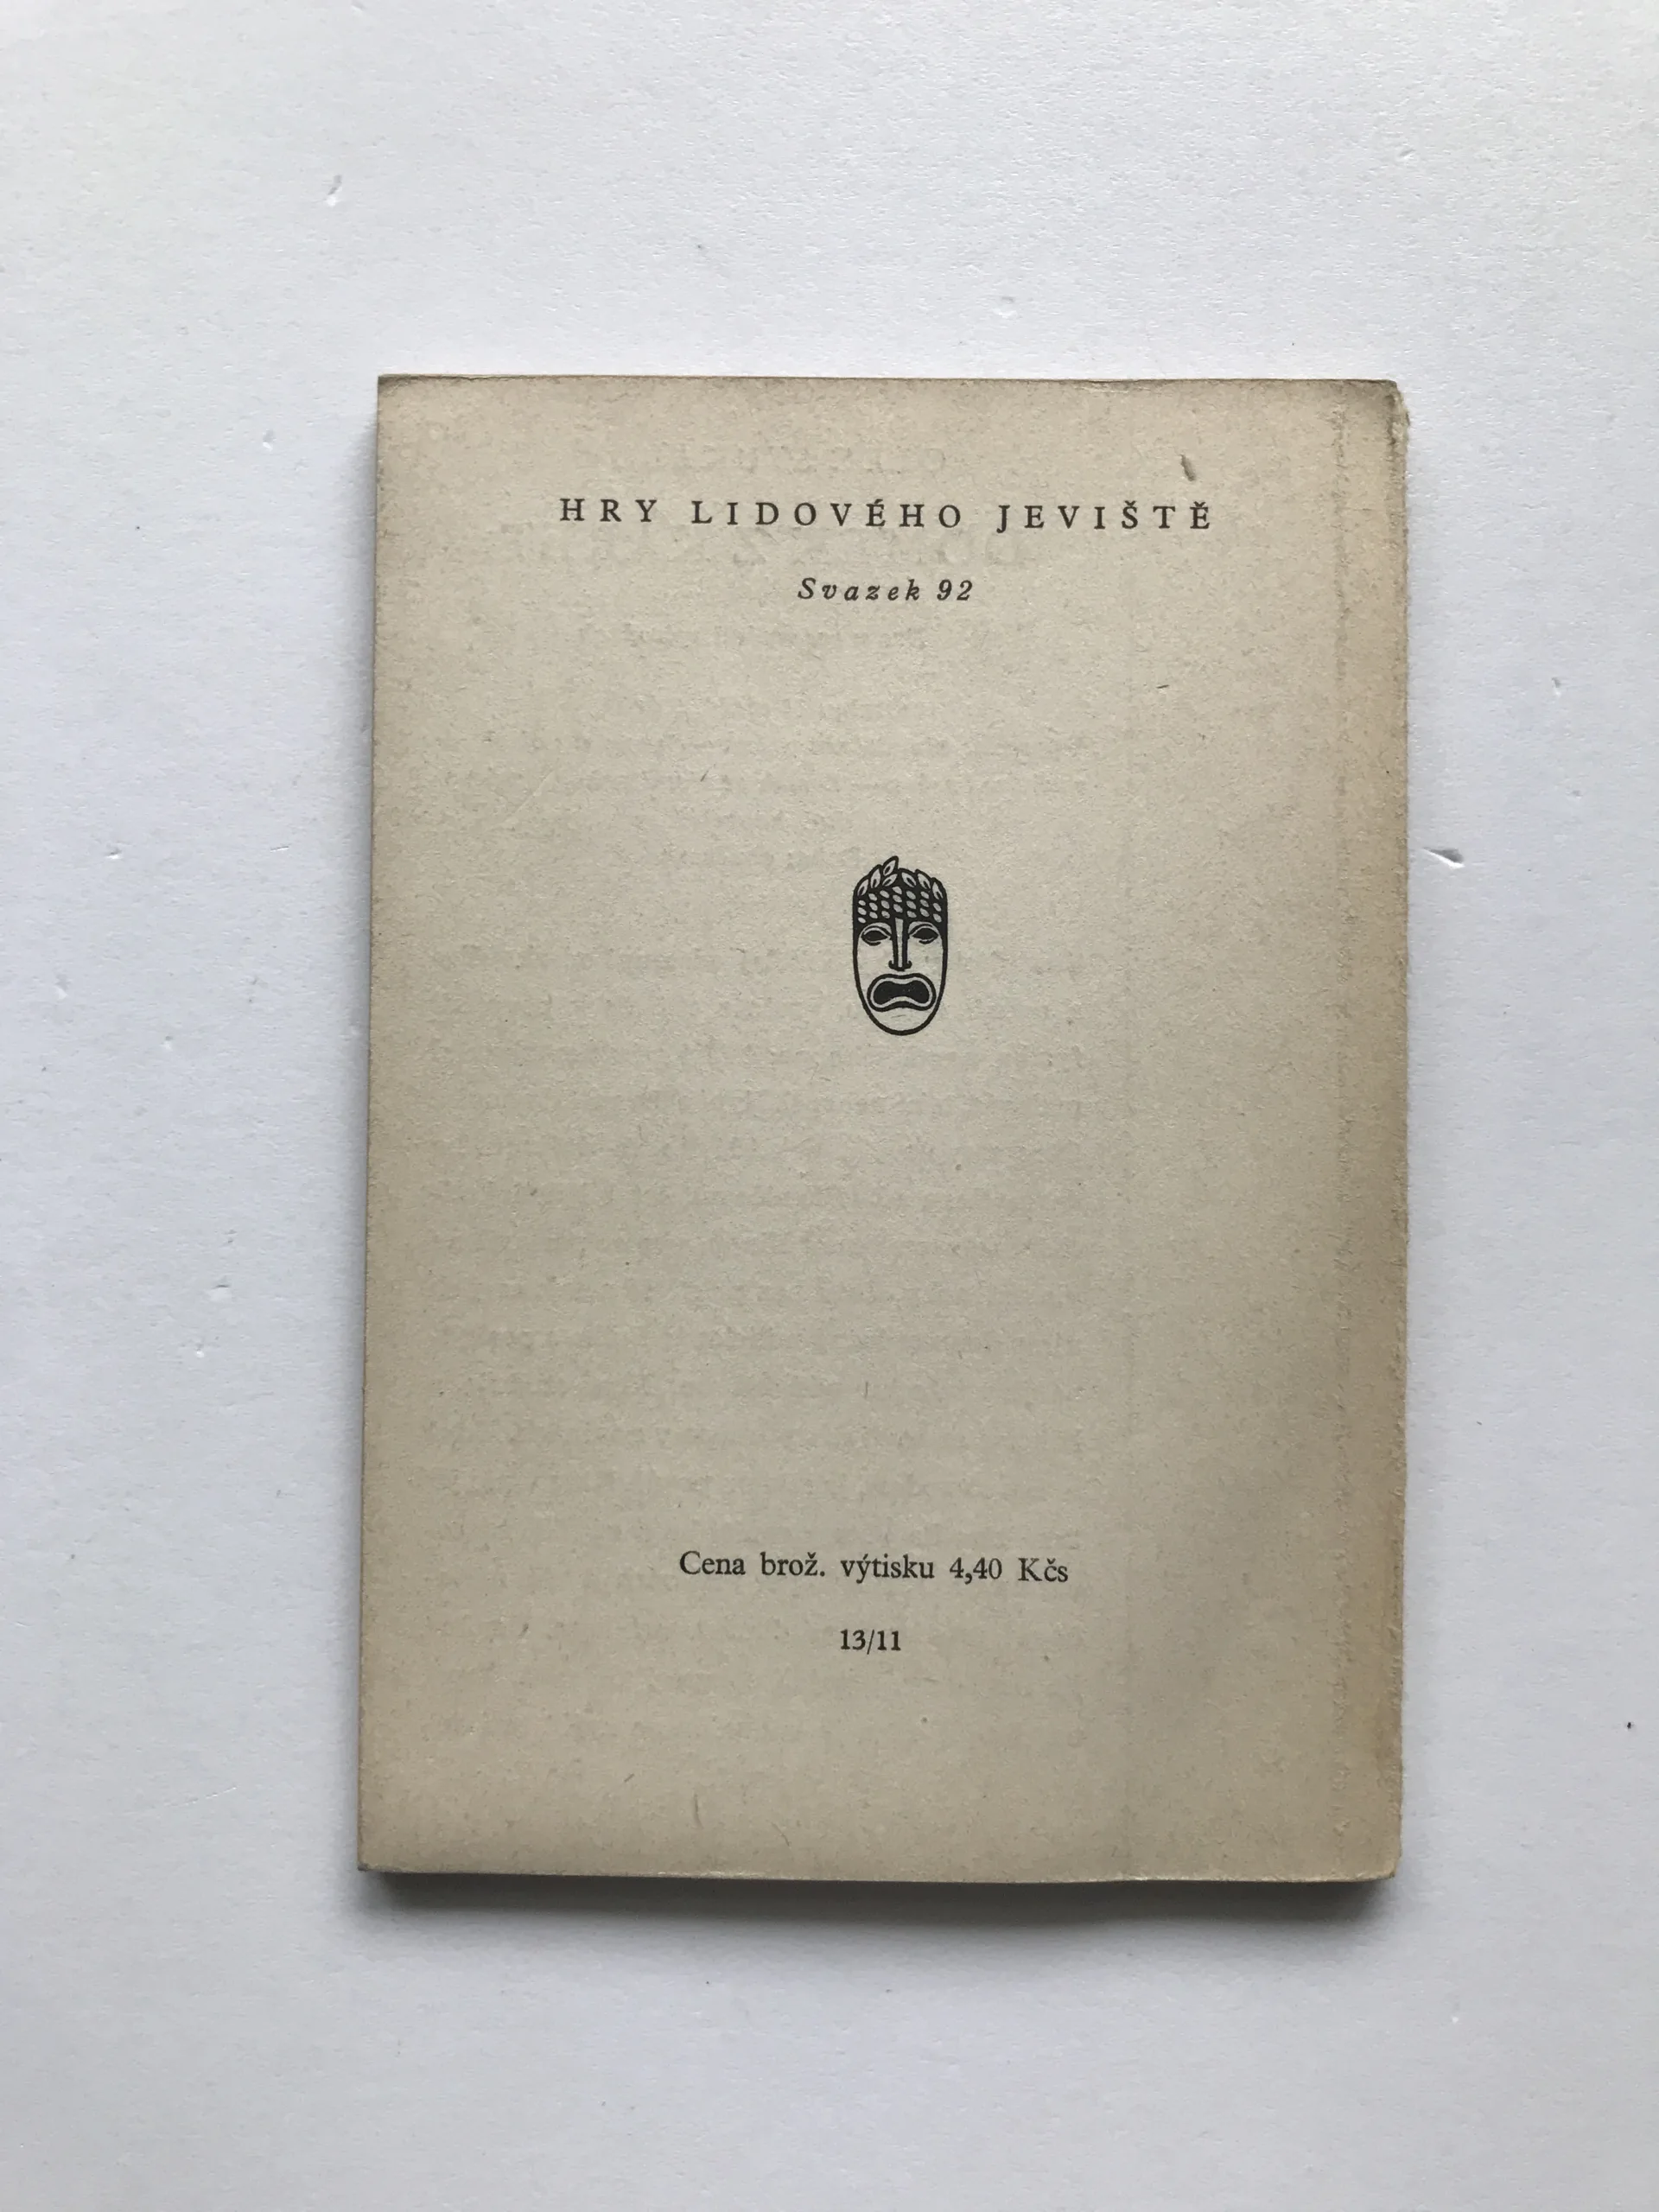 HRY LIDOVÉHO JEVIŠTĚ
Svazek 92
Cena brož. výtisku 4,40 Kčs
13/11